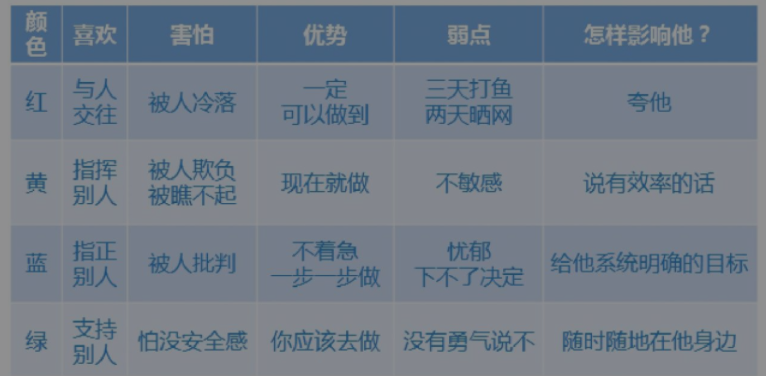 颜色 喜欢 害怕 优势 弱点 怎样影响他？
红 与人交往 被人冷落 一定可以做到 三天打鱼两天晒网 夸他
黄 指挥别人 被人欺负被瞧不起 现在就做 不敏感 说有效率的话
蓝 指正别人 被人批判 不着急一步一步做 忧郁下不了决定 给他系统明确的目标
绿 支持别人 怕没安全感 你应该去做 没有勇气说不 随时随地在他身边